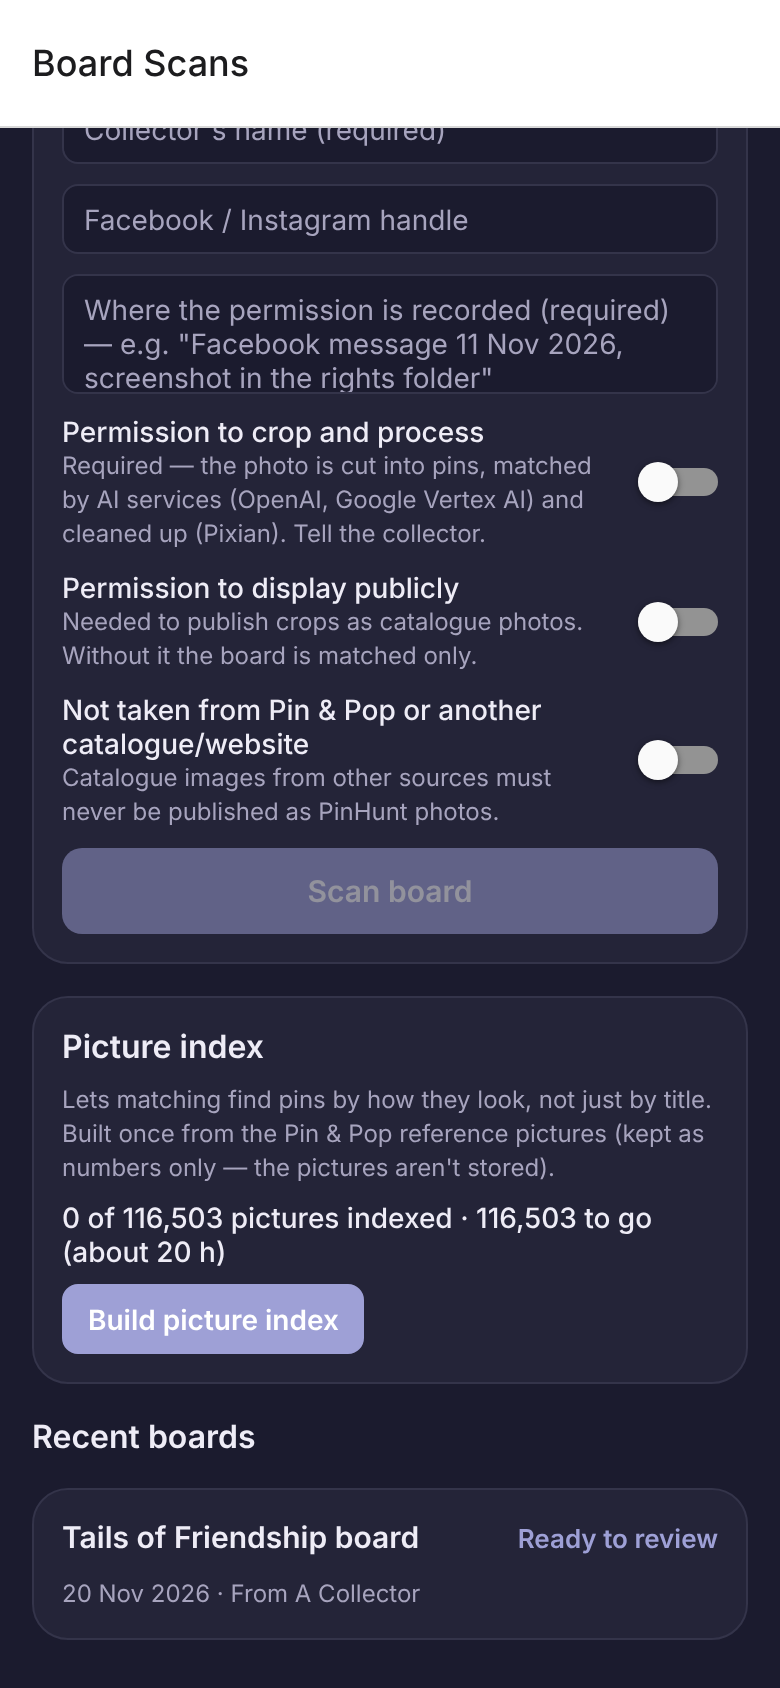 Board Scans
Collector's name (required)
Facebook / Instagram handle
Where the permission is recorded (required)
— e.g. "Facebook message 11 Nov 2026,
screenshot in the rights folder"
Permission to crop and process
Required — the photo is cut into pins, matched
by AI services (OpenAI, Google Vertex AI) and
cleaned up (Pixian). Tell the collector.
Permission to display publicly
Needed to publish crops as catalogue photos.
Without it the board is matched only.
Not taken from Pin & Pop or another
catalogue/website
Catalogue images from other sources must
never be published as PinHunt photos.
Scan board
Picture index
Lets matching find pins by how they look, not just by title.
Built once from the Pin & Pop reference pictures (kept as
numbers only — the pictures aren't stored).
0 of 116,503 pictures indexed · 116,503 to go
(about 20 h)
Build picture index
Recent boards
Tails of Friendship board
Ready to review
20 Nov 2026 · From A Collector